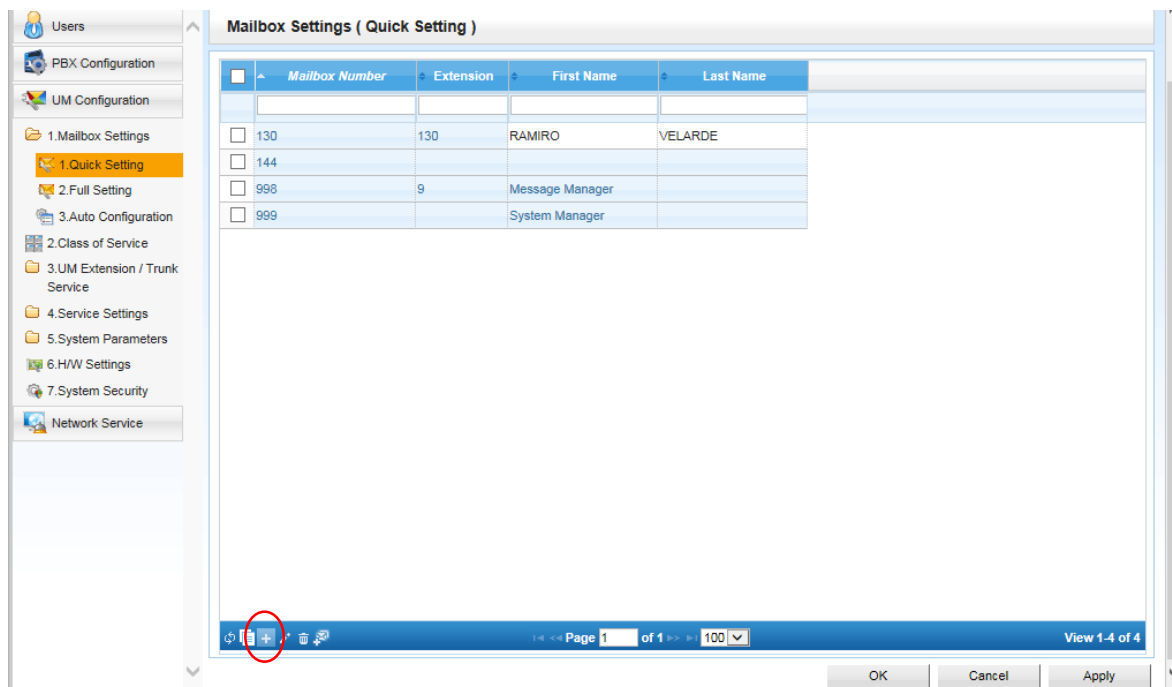 Users
PBX Configuration
UM Configuration
1.Mailbox Settings
1.Quick Setting
2.Full Setting
3.Auto Configuration
2.Class of Service
3.UM Extension / Trunk
Service
4.Service Settings
5.System Parameters
6.H/W Settings
7.System Security
Network Service
Mailbox Settings ( Quick Setting )
Mailbox Number Extension First Name Last Name
130 130 RAMIRO VELARDE
144
998 9 Message Manager
999 System Manager
Page 1 of 1 100 View 1-4 of 4
OK Cancel Apply